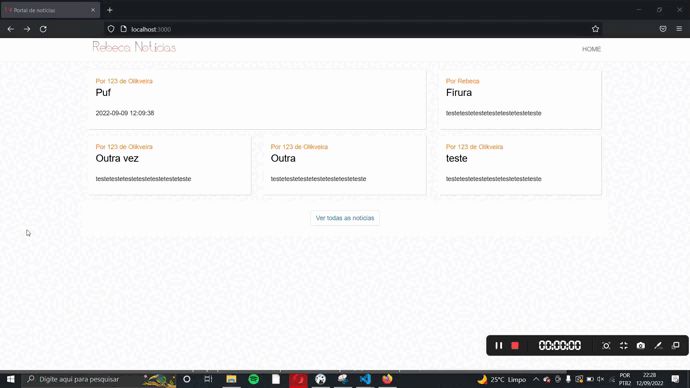 Portal de notícias
localhost:3000
Rebeca Notícias
HOME
Por 123 de Olikveira
Puf
2022-09-09 12:09:38
Por Rebeca
Firura
testetestetestetestetestetesteteste
Por 123 de Olikveira
Outra vez
testetestetestetestetestetesteteste
Por 123 de Olikveira
Outra
testetestetestetestetestetesteteste
Por 123 de Olikveira
teste
testetestetestetestetestetesteteste
Ver todas as notícias
00:00:00
Digite aqui para pesquisar
25°C Limpo
POR
PTB2
22:28
12/09/2022